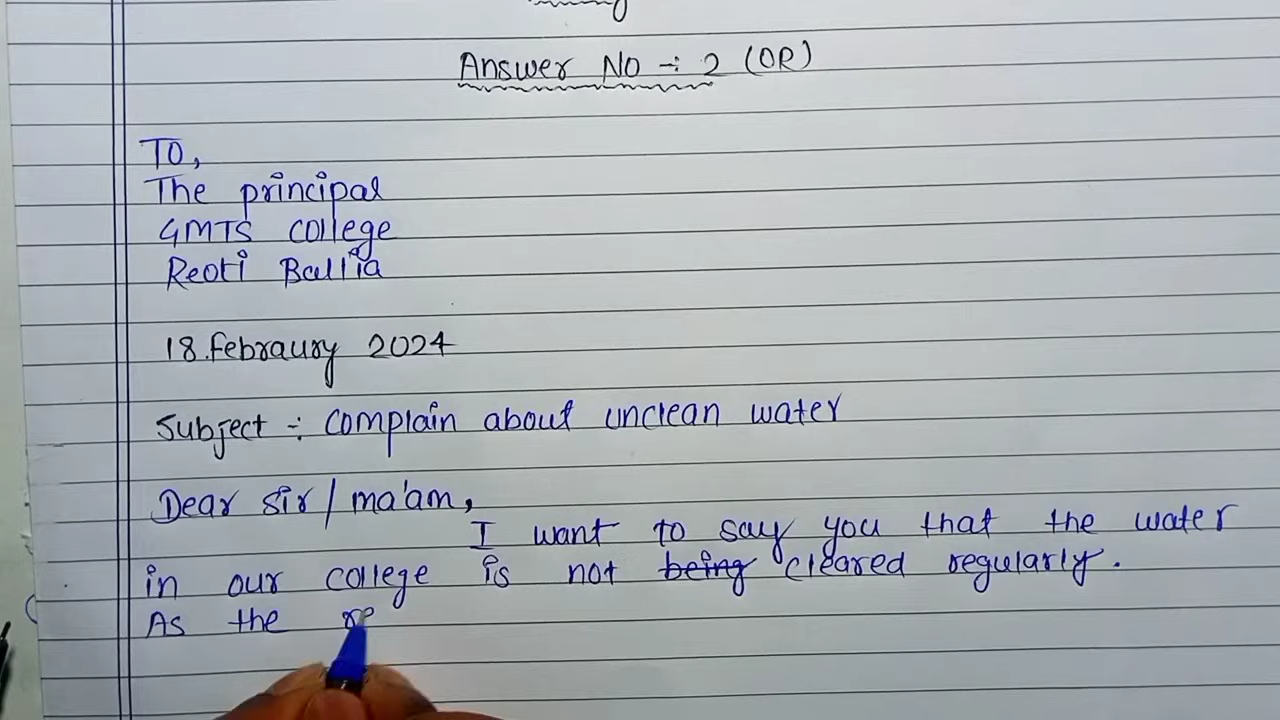 Answer No -: 2 (OR)
TO,
The principal
GMTS college
Reoti Ballia
18.febraury 2024
Subject :- complain about unclean water
Dear sir/ma'am,
I want to say you that the water
in our college is not being cleared regularly.
As the re